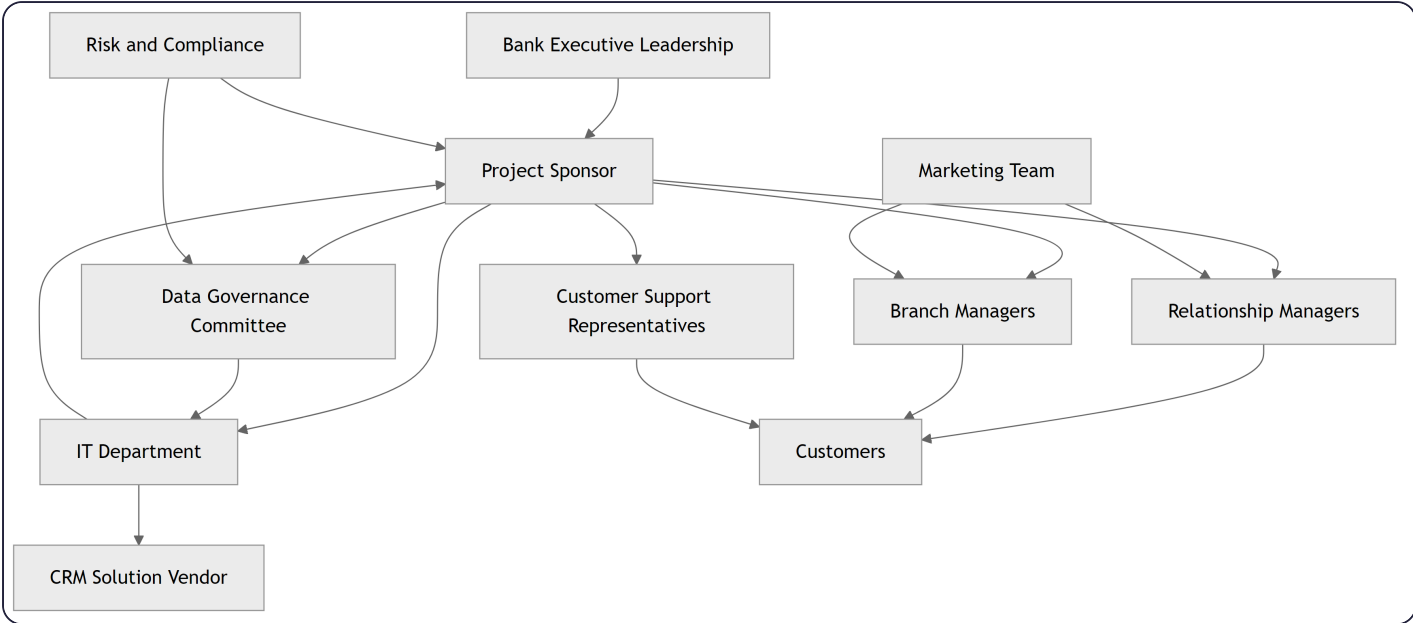 Risk and Compliance
Bank Executive Leadership
Project Sponsor
Marketing Team
Data Governance
Committee
Customer Support
Representatives
Branch Managers
Relationship Managers
IT Department
Customers
CRM Solution Vendor